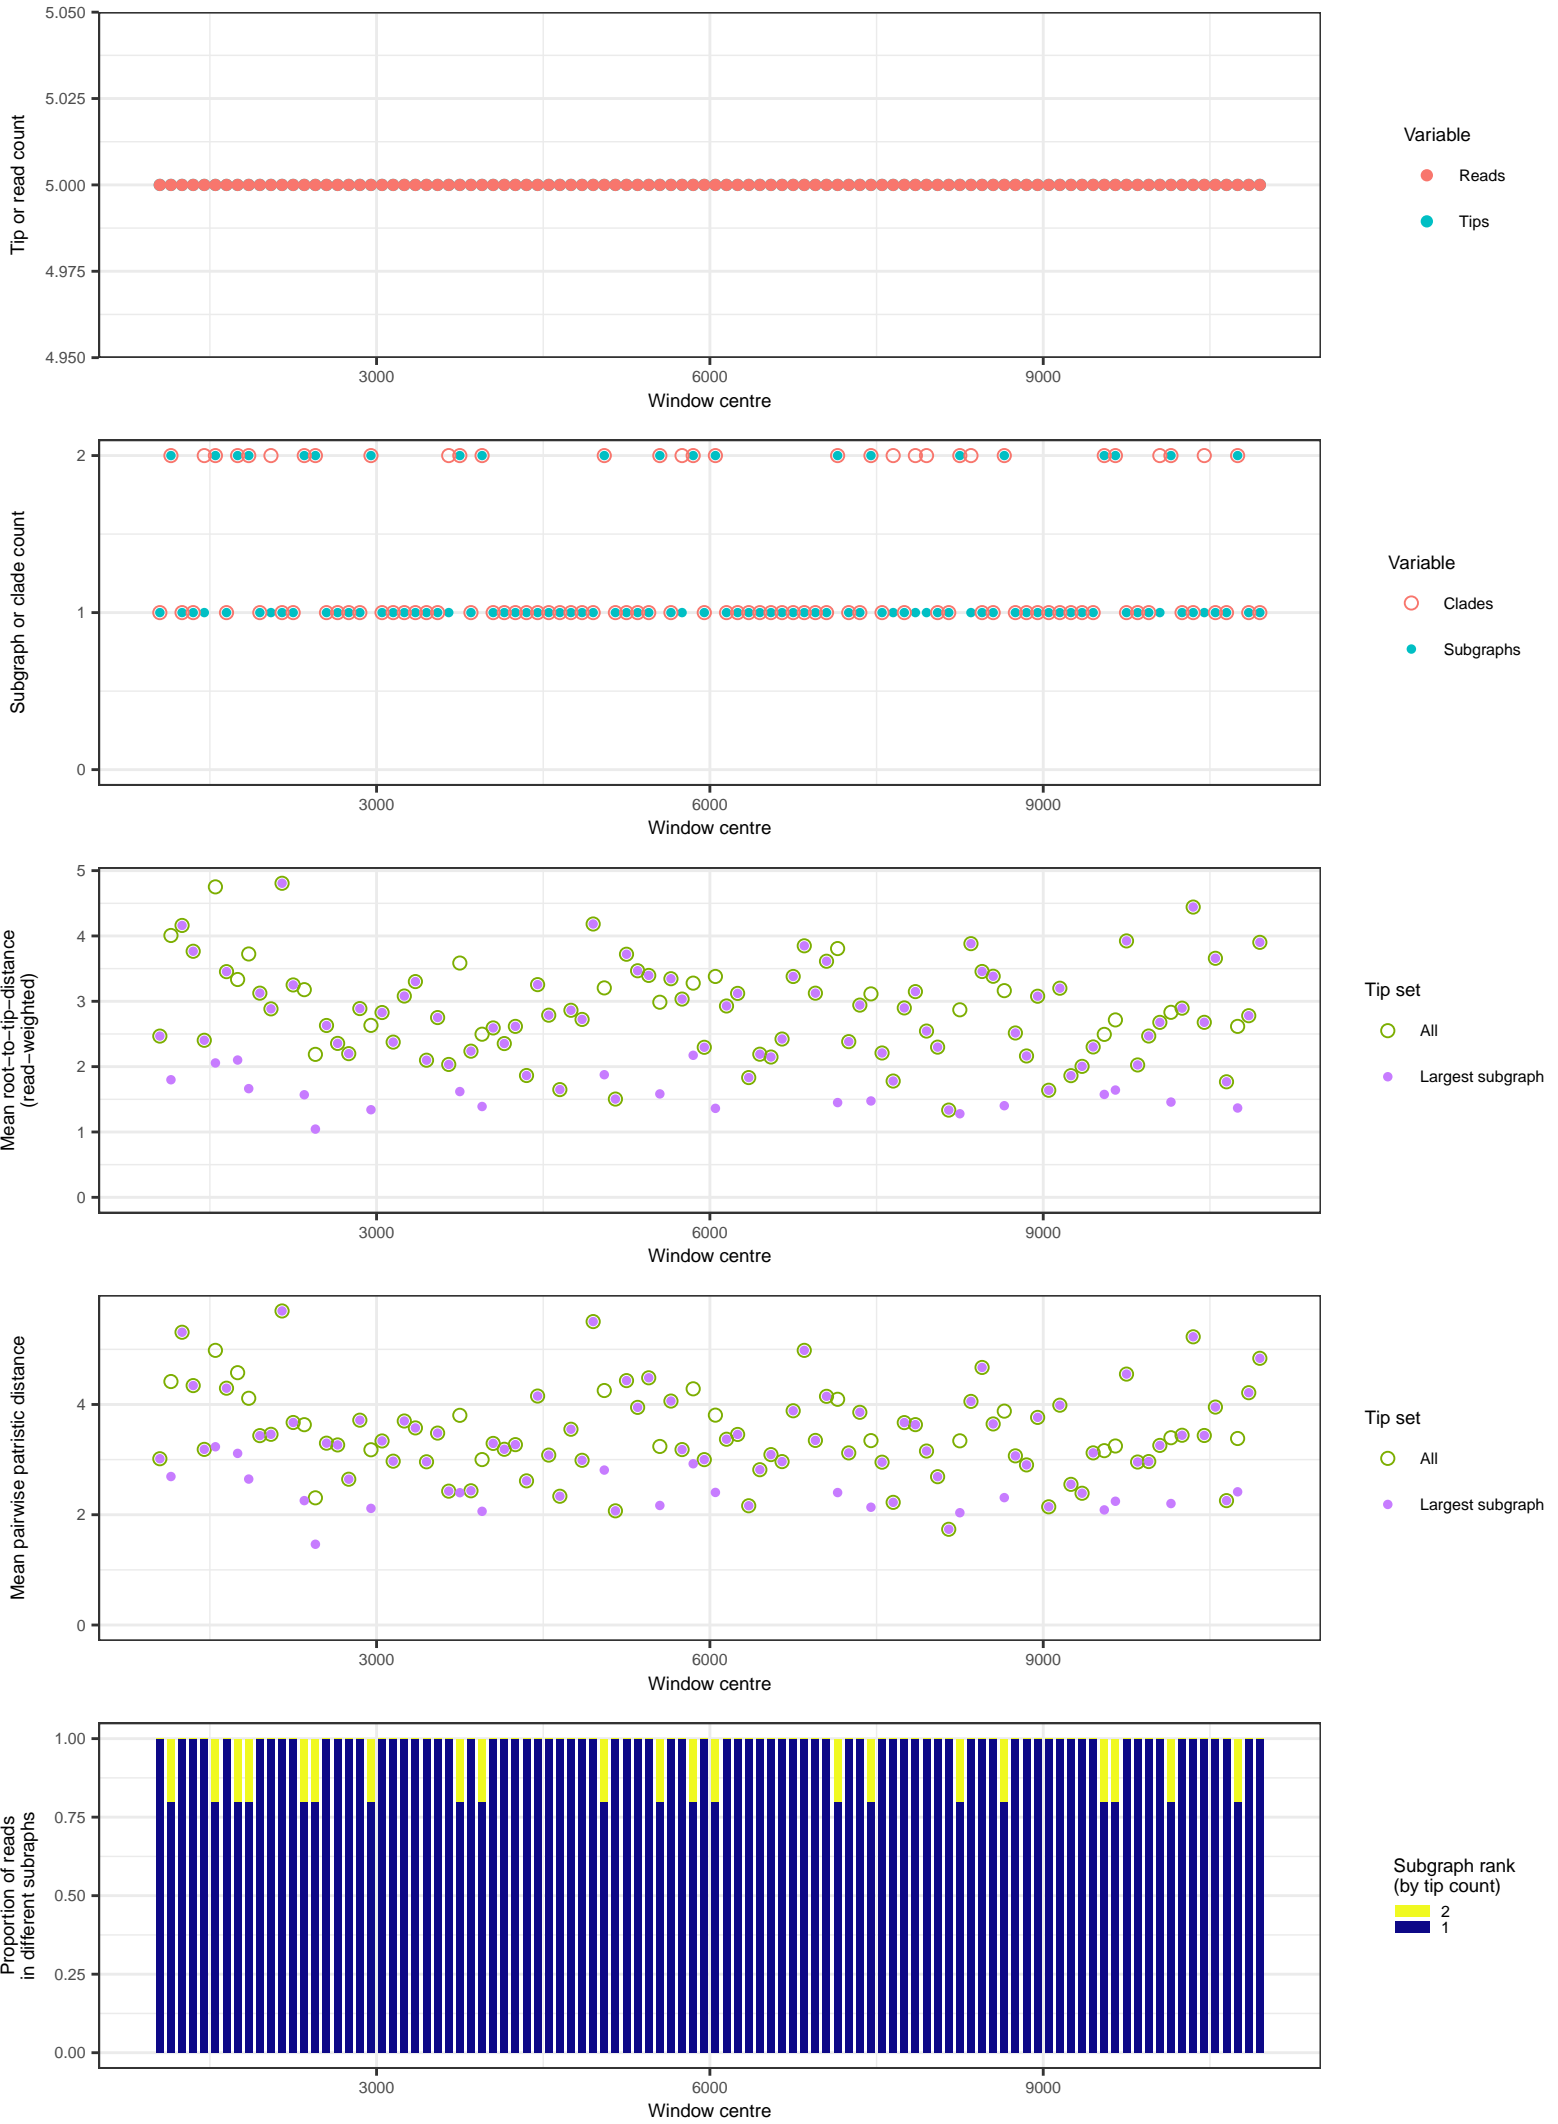 5.050
5.025
5.000
4.975
4.950
Tip or read count
3000
6000
9000
Window centre
Variable
Reads
Tips
2
1
0
Subgraph or clade count
3000
6000
9000
Window centre
Variable
Clades
Subgraphs
5
4
3
2
1
0
Mean root−to−tip−distance
(read−weighted)
3000
6000
9000
Window centre
Tip set
All
Largest subgraph
4
2
0
Mean pairwise patristic distance
3000
6000
9000
Window centre
Tip set
All
Largest subgraph
1.00
0.75
0.50
0.25
0.00
Proportion of reads
in different subraphs
3000
6000
9000
Window centre
Subgraph rank
(by tip count)
2
1